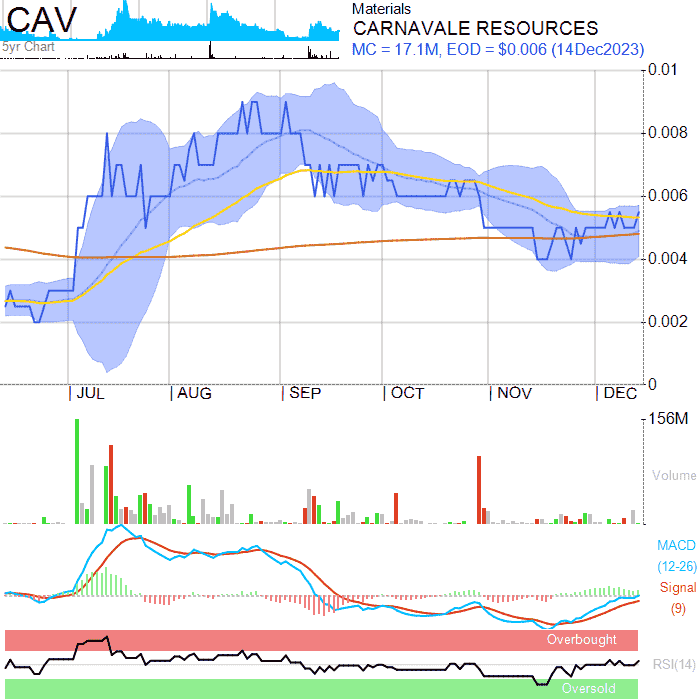 CAV
5yr Chart
Materials
CARNAVALE RESOURCES
MC = 17.1M, EOD = $0.006 (14Dec2023)
0.01
0.008
0.006
0.004
0.002
0
JUL AUG SEP OCT NOV DEC
156M
Volume
MACD
(12-26)
Signal
(9)
Overbought
RSI(14)
Oversold